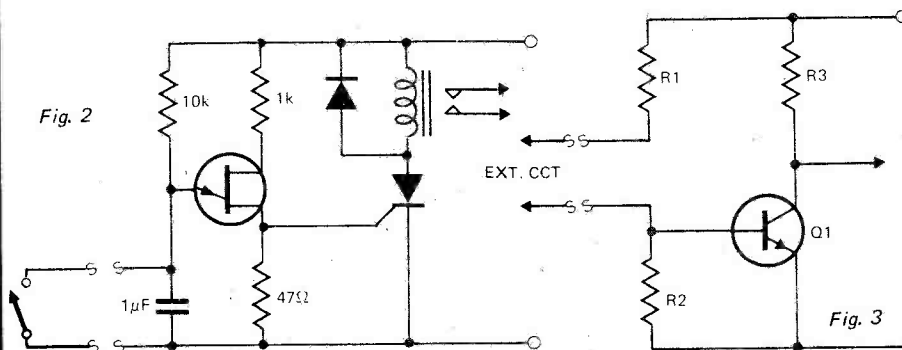 Fig. 2
10k
1k
1μF
47Ω
EXT. CCT
R1
R3
Q1
R2
Fig. 3